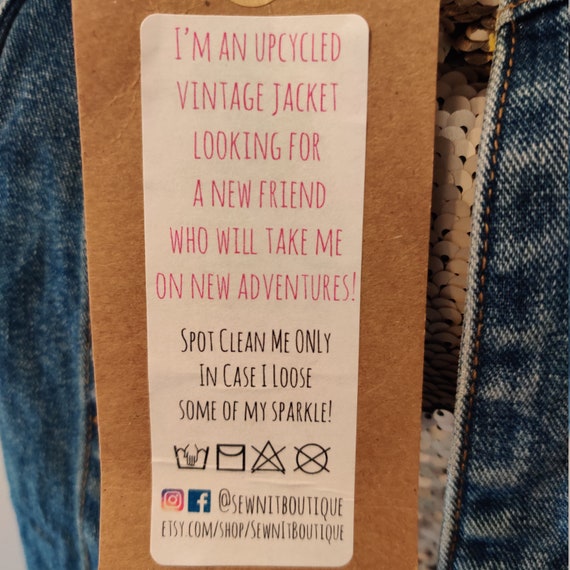 I'M AN UPCYCLED
VINTAGE JACKET
LOOKING FOR
A NEW FRIEND
WHO WILL TAKE ME
ON NEW ADVENTURES!
SPOT CLEAN ME ONLY
IN CASE I LOOSE
SOME OF MY SPARKLE!
@SEWNITBOUTIQUE
ETSY.COM/SHOP/SEWNITBOUTIQUE